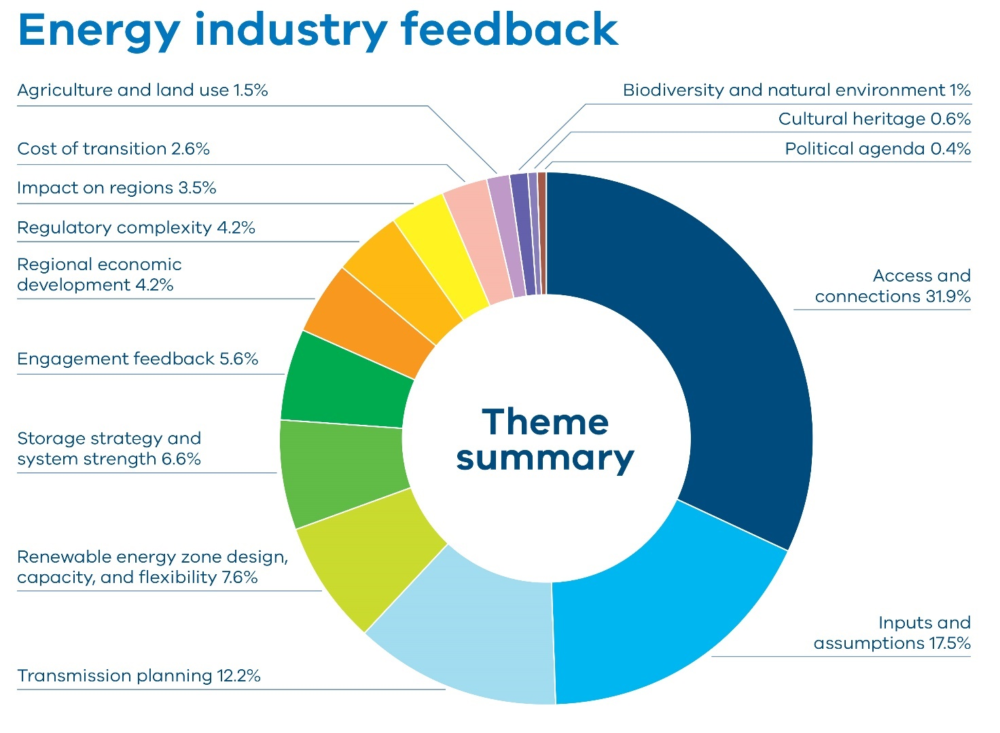 Energy industry feedback
Agriculture and land use 1.5%
Cost of transition 2.6%
Impact on regions 3.5%
Regulatory complexity 4.2%
Regional economic
development 4.2%
Engagement feedback 5.6%
Storage strategy and
system strength 6.6%
Renewable energy zone design,
capacity, and flexibility 7.6%
Transmission planning 12.2%
Biodiversity and natural environment 1%
Cultural heritage 0.6%
Political agenda 0.4%
Access and
connections 31.9%
Inputs and
assumptions 17.5%
Theme
summary